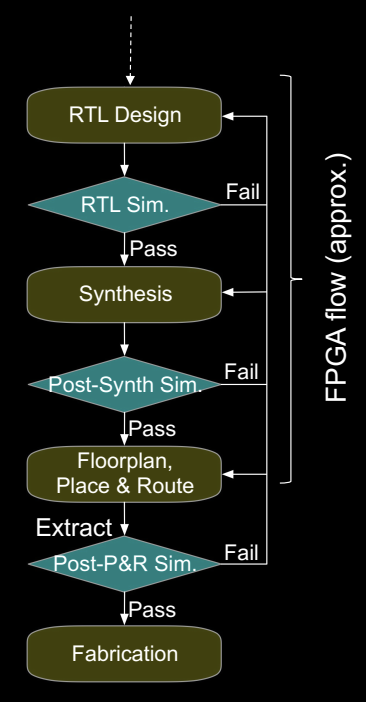 RTL Design
RTL Sim.
Fail
Pass
Synthesis
Post-Synth Sim.
Fail
Pass
Floorplan,
Place & Route
Extract
Post-P&R Sim.
Fail
Pass
Fabrication
FPGA flow (approx.)